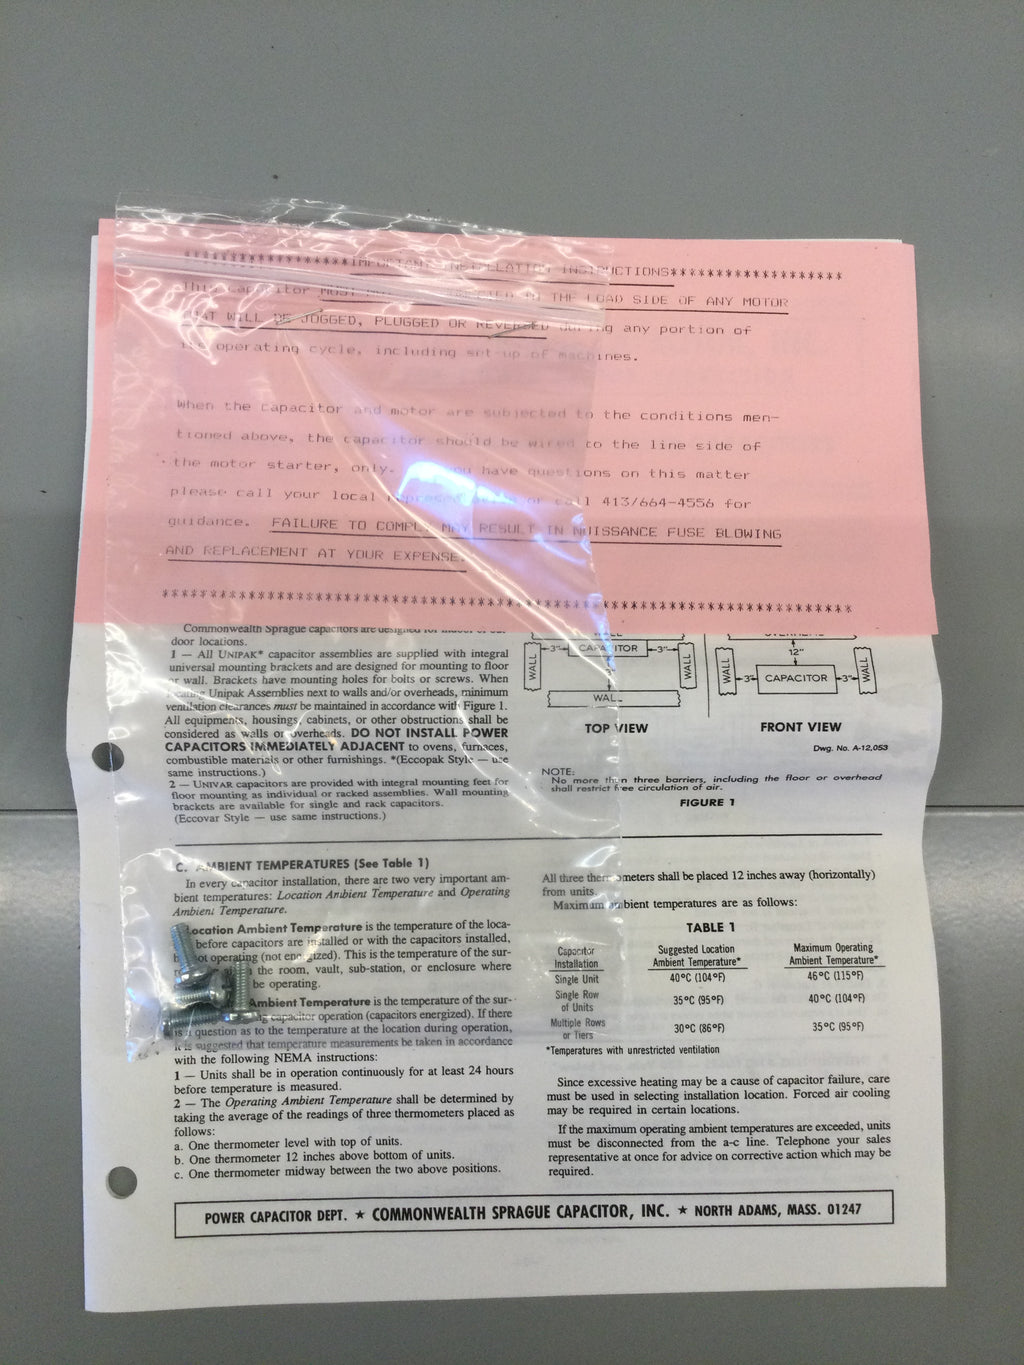 ********************IMPORTANT INSTALLATION INSTRUCTIONS********************
This capacitor MUST NOT BE CONNECTED TO THE LOAD SIDE OF ANY MOTOR
THAT WILL BE JOGGED, PLUGGED OR REVERSED during any portion of
its operating cycle, including set-up of machines.
When the capacitor and motor are subjected to the conditions men-
tioned above, the capacitor should be wired to the line side of
the motor starter, only. If you have questions on this matter
please call your local representative or call 413/664-4556 for
guidance. FAILURE TO COMPLY MAY RESULT IN NUISSANCE FUSE BLOWING
AND REPLACEMENT AT YOUR EXPENSE.
Commonwealth Sprague capacitors are designed for indoor or out-
door locations.
1 — All UNIPAK* capacitor assemblies are supplied with integral
universal mounting brackets and are designed for mounting to floor
or wall. Brackets have mounting holes for bolts or screws. When
locating Unipak Assemblies next to walls and/or overheads, minimum
ventilation clearances must be maintained in accordance with Figure 1.
All equipments, housings, cabinets, or other obstructions shall be
considered as walls or overheads. DO NOT INSTALL POWER
CAPACITORS IMMEDIATELY ADJACENT to ovens, furnaces,
combustible materials or other furnishings. *(Eccopak Style — use
same instructions.)
2 — UNIVAR capacitors are provided with integral mounting feet for
floor mounting as individual or racked assemblies. Wall mounting
brackets are available for single and rack capacitors.
(Eccovar Style — use same instructions.)
WALL
WALL 3" CAPACITOR 3" WALL
WALL
TOP VIEW
OVERHEAD
12"
WALL 3" CAPACITOR 3" WALL
FRONT VIEW
Dwg. No. A-12,053
NOTE:
No more than three barriers, including the floor or overhead
shall restrict free circulation of air.
FIGURE 1
C. AMBIENT TEMPERATURES (See Table 1)
In every capacitor installation, there are two very important am-
bient temperatures: Location Ambient Temperature and Operating
Ambient Temperature.
Location Ambient Temperature is the temperature of the loca-
before capacitors are installed or with the capacitors installed,
but not operating (not energized). This is the temperature of the sur-
the room, vault, sub-station, or enclosure where
be operating.
Ambient Temperature is the temperature of the sur-
capacitor operation (capacitors energized). If there
is a question as to the temperature at the location during operation,
it is suggested that temperature measurements be taken in accordance
with the following NEMA instructions:
1 — Units shall be in operation continuously for at least 24 hours
before temperature is measured.
2 — The Operating Ambient Temperature shall be determined by
taking the average of the readings of three thermometers placed as
follows:
a. One thermometer level with top of units.
b. One thermometer 12 inches above bottom of units.
c. One thermometer midway between the two above positions.
All three thermometers shall be placed 12 inches away (horizontally)
from units.
Maximum ambient temperatures are as follows:
TABLE 1
Capacitor Installation Suggested Location Ambient Temperature* Maximum Operating Ambient Temperature*
Single Unit 40°C (104°F) 46°C (115°F)
Single Row of Units 35°C (95°F) 40°C (104°F)
Multiple Rows or Tiers 30°C (86°F) 35°C (95°F)
*Temperatures with unrestricted ventilation
Since excessive heating may be a cause of capacitor failure, care
must be used in selecting installation location. Forced air cooling
may be required in certain locations.
If the maximum operating ambient temperatures are exceeded, units
must be disconnected from the a-c line. Telephone your sales
representative at once for advice on corrective action which may be
required.
POWER CAPACITOR DEPT. ★ COMMONWEALTH SPRAGUE CAPACITOR, INC. ★ NORTH ADAMS, MASS. 01247